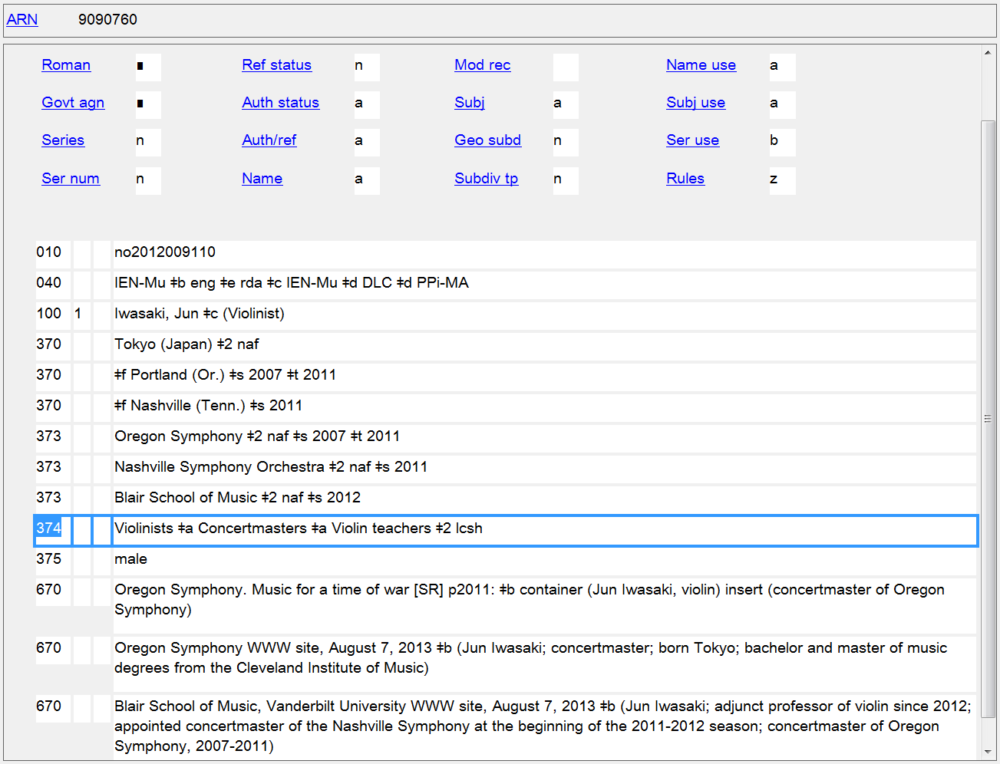 ARN 9090760
Roman ∎ Ref status n Mod rec Name use a
Govt agn ∎ Auth status a Subj a Subj use a
Series n Auth/ref a Geo subd n Ser use b
Ser num n Name a Subdiv tp n Rules z
010 no2012009110
040 IEN-Mu ǂb eng ǂe rda ǂc IEN-Mu ǂd DLC ǂd PPi-MA
100 1 Iwasaki, Jun ǂc (Violinist)
370 Tokyo (Japan) ǂ2 naf
370 ǂf Portland (Or.) ǂs 2007 ǂt 2011
370 ǂf Nashville (Tenn.) ǂs 2011
373 Oregon Symphony ǂ2 naf ǂs 2007 ǂt 2011
373 Nashville Symphony Orchestra ǂ2 naf ǂs 2011
373 Blair School of Music ǂ2 naf ǂs 2012
374 Violinists ǂa Concertmasters ǂa Violin teachers ǂ2 lcsh
375 male
670 Oregon Symphony. Music for a time of war [SR] p2011: ǂb container (Jun Iwasaki, violin) insert (concertmaster of Oregon
Symphony)
670 Oregon Symphony WWW site, August 7, 2013 ǂb (Jun Iwasaki; concertmaster; born Tokyo; bachelor and master of music
degrees from the Cleveland Institute of Music)
670 Blair School of Music, Vanderbilt University WWW site, August 7, 2013 ǂb (Jun Iwasaki; adjunct professor of violin since 2012;
appointed concertmaster of the Nashville Symphony at the beginning of the 2011-2012 season; concertmaster of Oregon
Symphony, 2007-2011)